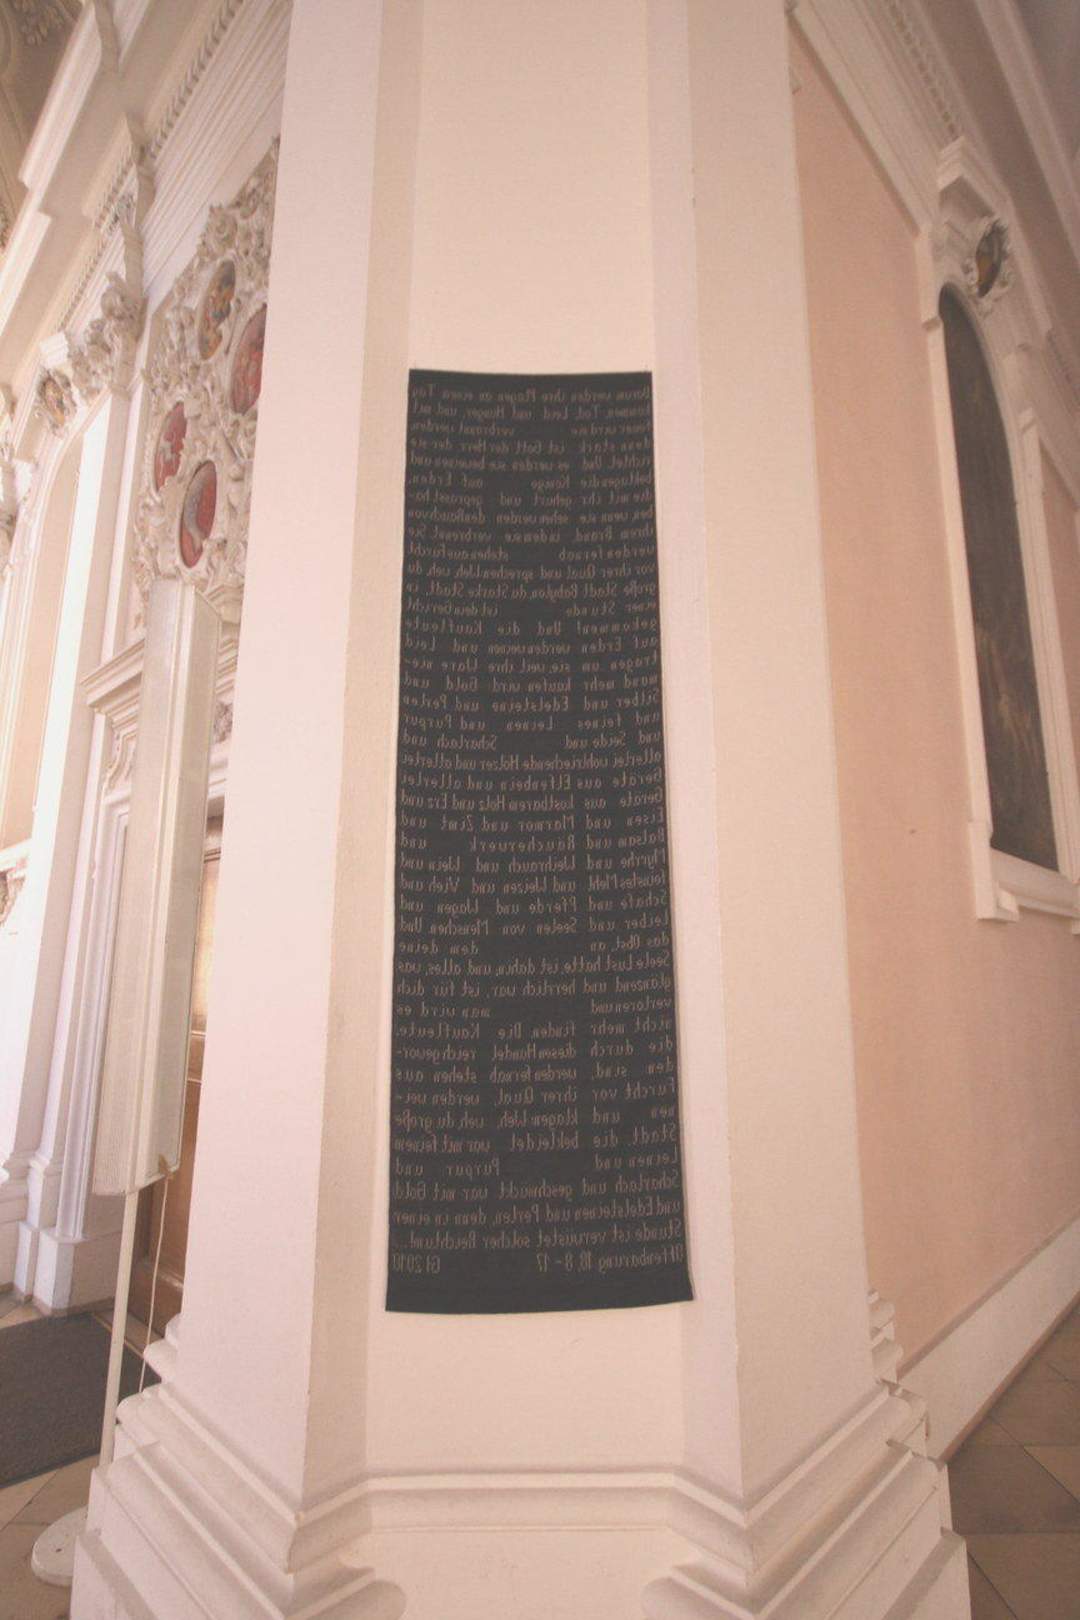 Darum werden ihre Plagen an einem Tag
kommen, Tod, Leid und Hunger, und mit
Feuer wird sie verbrannt werden,
denn stark ist Gott der Herr, der sie
richtet. Und es werden sie beweinen und
beklagen die Könige auf Erden,
die mit ihr gehurt und geprasst ha-
ben, wenn sie sehen werden den Rauch von
ihrem Brand, indem sie verbrennt. Sie
werden fernab stehen aus Furcht
vor ihrer Qual und sprechen: Weh, weh, du
große Stadt Babylon, du starke Stadt, in
einer Stunde ist dein Gericht
gekommen! Und die Kaufleute
auf Erden werden weinen und Leid
tragen um sie, weil ihre Ware nie-
mand mehr kaufen wird: Gold und
Silber und Edelsteine und Perlen
und feines Leinen und Purpur
und Seide und Scharlach und
allerlei wohlriechende Hölzer und allerlei
Geräte aus Elfenbein und allerlei
Geräte aus kostbarem Holz und Erz und
Eisen und Marmor und Zimt und
Balsam und Räucherwerk und
Myrrhe und Weihrauch und Wein und
feinstes Mehl und Weizen und Vieh und
Schafe und Pferde und Wagen und
Leiber und Seelen von Menschen. Und
das Obst, an dem deine
Seele Lust hatte, ist dahin; und alles, was
glänzend und herrlich war, ist für dich
verloren und man wird es
nicht mehr finden. Die Kaufleute,
die durch diesen Handel reich gewor-
den sind, werden fernab stehen aus
Furcht vor ihrer Qual, werden wei-
nen und klagen: Weh, weh, du große
Stadt, die bekleidet war mit feinem
Leinen und Purpur und
Scharlach und geschmückt war mit Gold
und Edelsteinen und Perlen, denn in einer
Stunde ist verwüstet solcher Reichtum!...
Offenbarung 18, 8-17 GI 2010